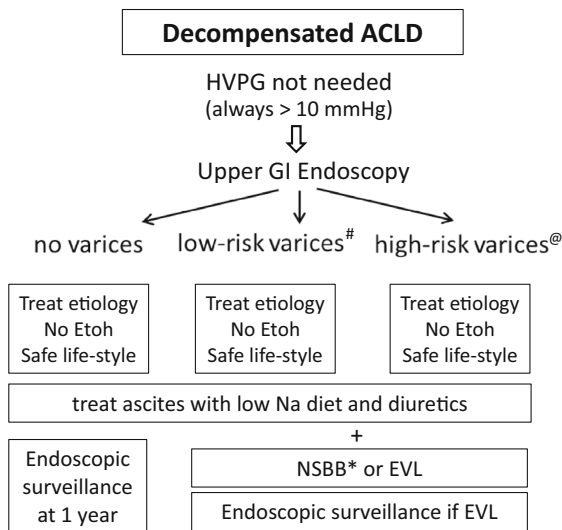 Decompensated ACLD
HVPG not needed
(always > 10 mmHg)
Upper GI Endoscopy
no varices
low-risk varices#
high-risk varices@
Treat etiology
No Etoh
Safe life-style
Treat etiology
No Etoh
Safe life-style
Treat etiology
No Etoh
Safe life-style
treat ascites with low Na diet and diuretics
+
Endoscopic
surveillance
at 1 year
NSBB* or EVL
Endoscopic surveillance if EVL